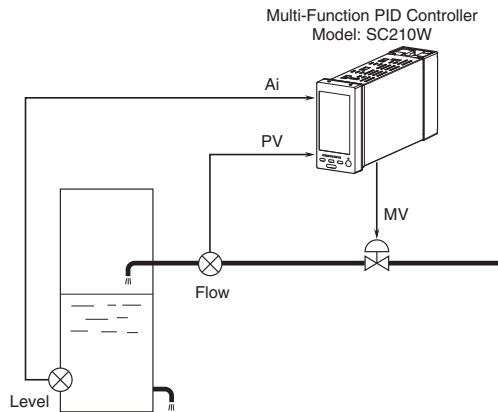 Multi-Function PID Controller
Model: SC210W
Ai
PV
MV
Flow
Level